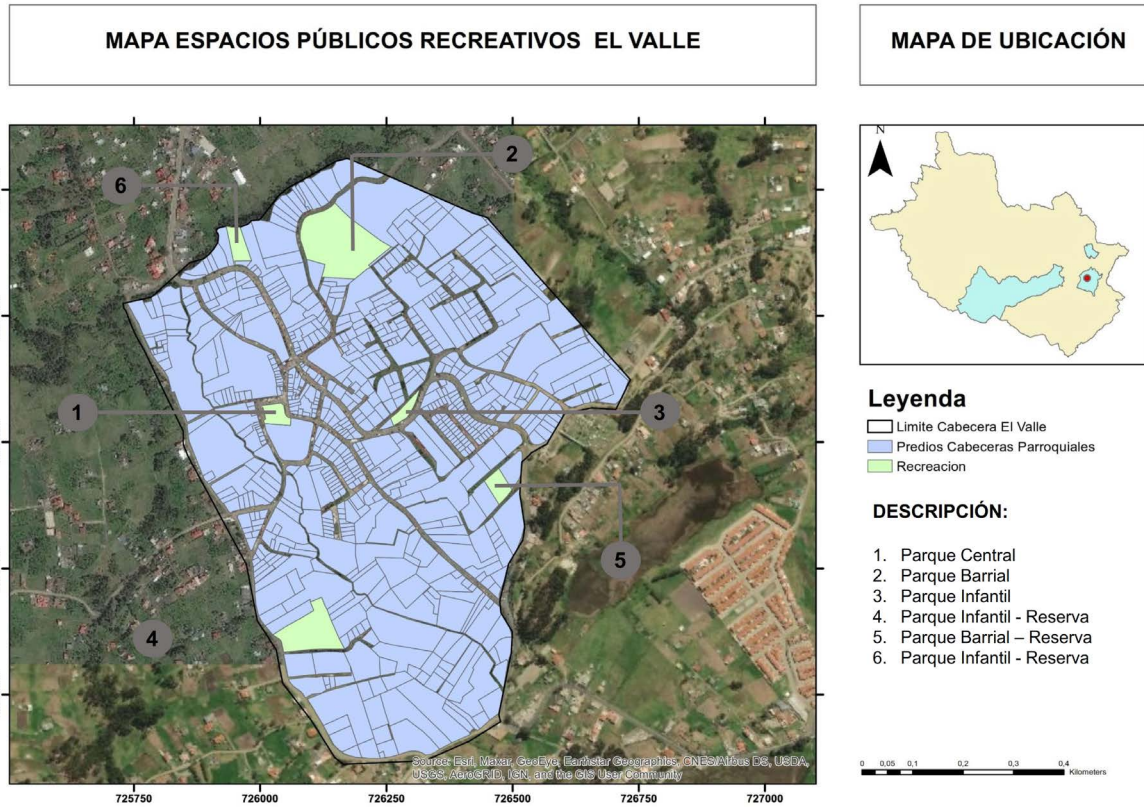 MAPA ESPACIOS PÚBLICOS RECREATIVOS  EL VALLE
MAPA DE UBICACIÓN
2
6
1
3
5
4
Source: Esri, Maxar, GeoEye, Earthstar Geographics, CNES/Airbus DS, USDA,
USGS, AeroGRID, IGN, and the GIS User Community
725750 726000 726250 726500 726750 727000
N
Leyenda
Limite Cabecera El Valle
Predios Cabeceras Parroquiales
Recreacion
DESCRIPCIÓN:
1. Parque Central
2. Parque Barrial
3. Parque Infantil
4. Parque Infantil - Reserva
5. Parque Barrial – Reserva
6. Parque Infantil - Reserva
0 0,05 0,1 0,2 0,3 0,4
Kilometers